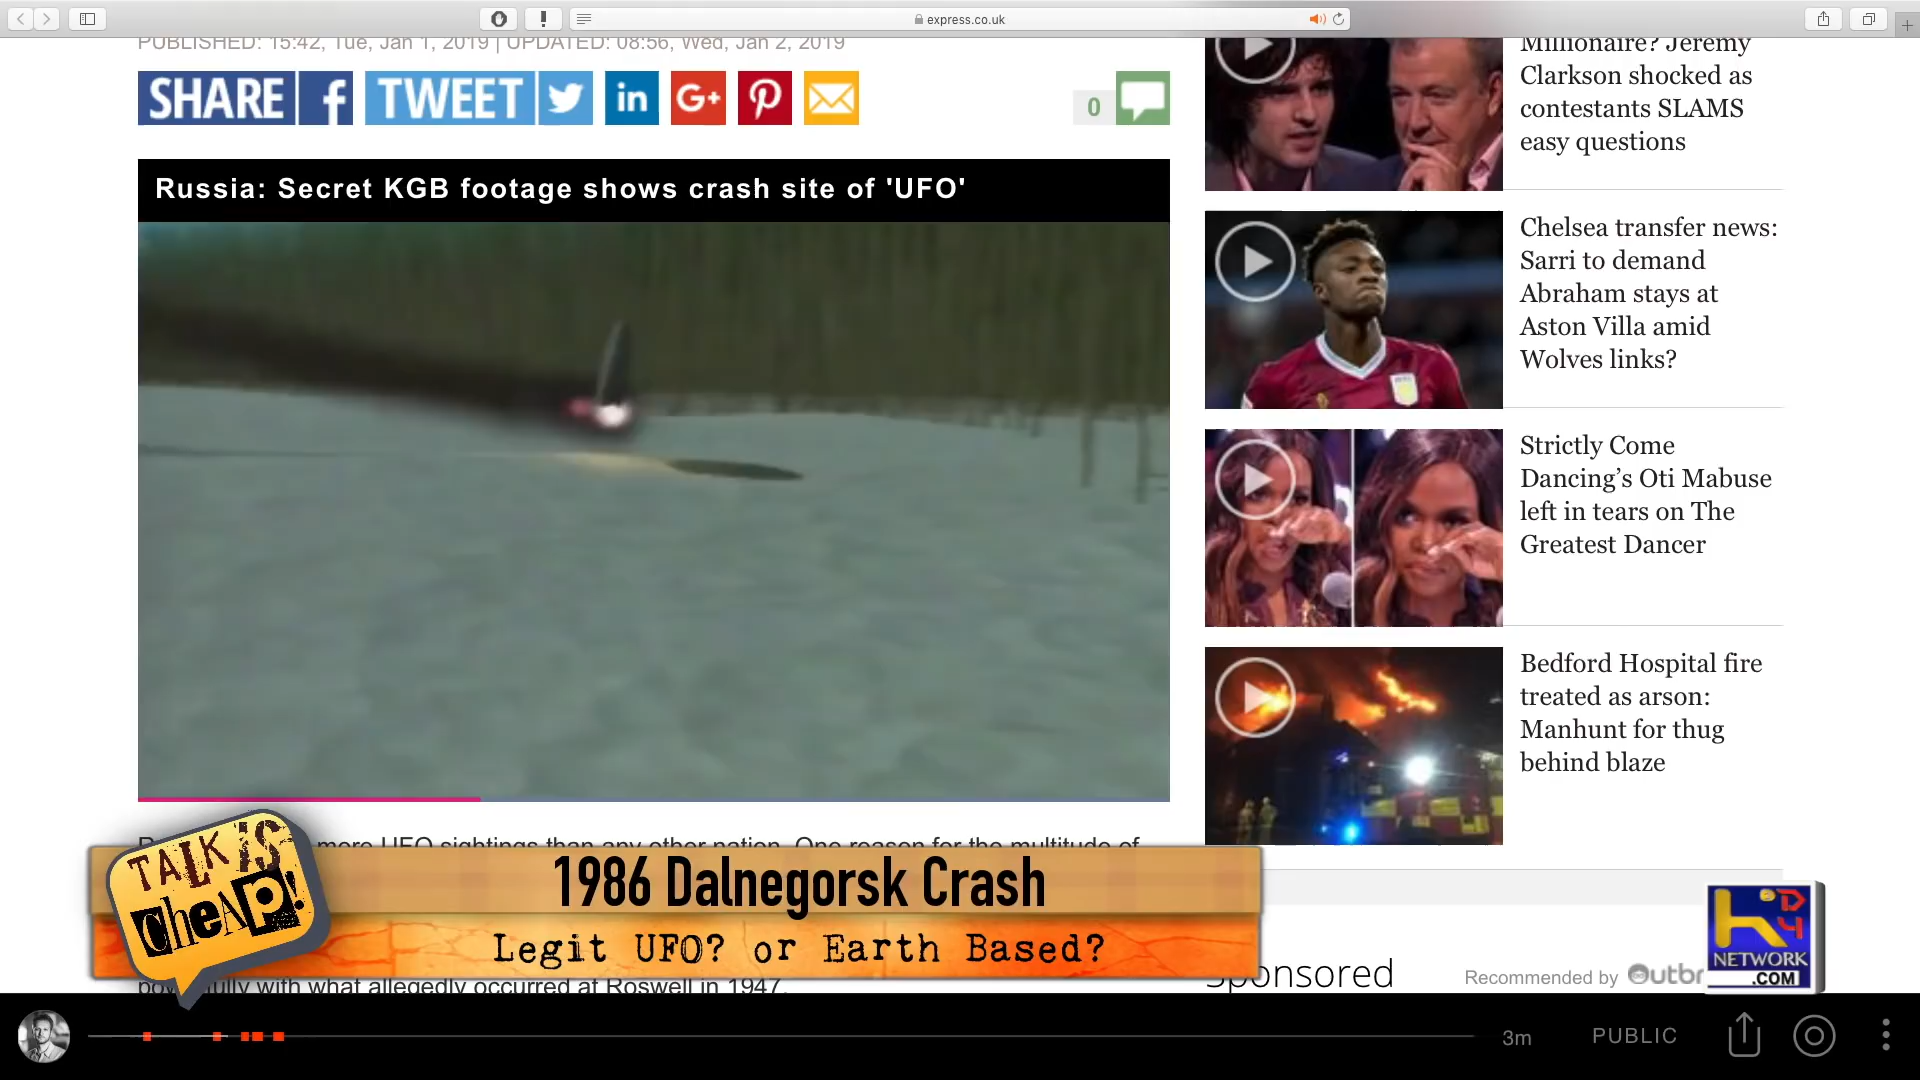 express.co.uk
PUBLISHED: 15:42, Tue, Jan 1, 2019 | UPDATED: 08:56, Wed, Jan 2, 2019
SHARE f TWEET in G+ 0
Russia: Secret KGB footage shows crash site of 'UFO'
Millionaire? Jeremy
Clarkson shocked as
contestants SLAMS
easy questions
Chelsea transfer news:
Sarri to demand
Abraham stays at
Aston Villa amid
Wolves links?
Strictly Come
Dancing’s Oti Mabuse
left in tears on The
Greatest Dancer
Bedford Hospital fire
treated as arson:
Manhunt for thug
behind blaze
more UFO sightings than any other nation. One reason for the multitude of
TALK iS
CheAP!
1986 Dalnegorsk Crash
Legit UFO? or Earth Based?
with what allegedly occurred at Roswell in 1947.
Sponsored
Recommended by
KD4
NETWORK
.COM
3m
PUBLIC